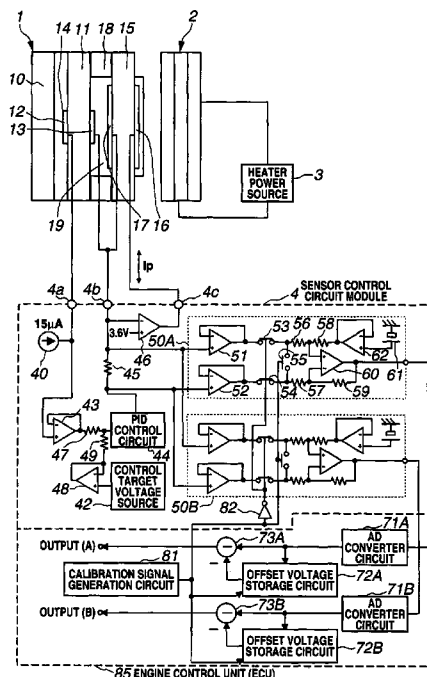 1
14
11
18
15
2
10
12
13
HEATER
POWER
SOURCE
3
19
17
16
Ip
4a
4b
4c
4
SENSOR CONTROL
CIRCUIT MODULE
15μA
50A
53
56
58
3.6V
46
51
55
62
40
45
60
61
43
52
54
57
59
PID
CONTROL
CIRCUIT
47
49
44
48
CONTROL
TARGET
VOLTAGE
SOURCE
42
50B
82
73A
71A
OUTPUT (A)
AD
CONVERTER
CIRCUIT
81
CALIBRATION SIGNAL
GENERATION CIRCUIT
OFFSET VOLTAGE
STORAGE CIRCUIT
72A
73B
71B
OUTPUT (B)
AD
CONVERTER
CIRCUIT
OFFSET VOLTAGE
STORAGE CIRCUIT
72B
85 ENGINE CONTROL UNIT (ECU)